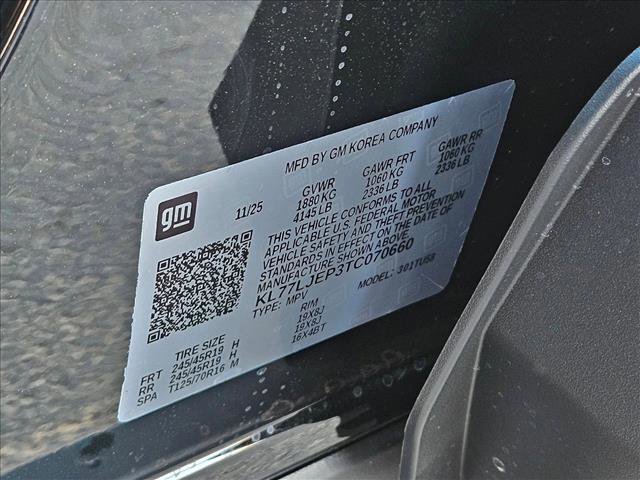 MFD BY GM KOREA COMPANY
gm
11/25
GVWR GAWR FRT GAWR RR
1880 KG 1060 KG 1060 KG
4145 LB 2336 LB 2336 LB
THIS VEHICLE CONFORMS TO ALL
APPLICABLE U.S. FEDERAL MOTOR
VEHICLE SAFETY AND THEFT PREVENTION
STANDARDS IN EFFECT ON THE DATE OF
MANUFACTURE SHOWN ABOVE.
KL77LJEP3TC070660
TYPE: MPV MODEL: 301TU58
TIRE SIZE RIM
FRT 245/45R19 H 19X8J
RR 245/45R19 H 19X8J
SPA T125/70R16 M 16X4BT